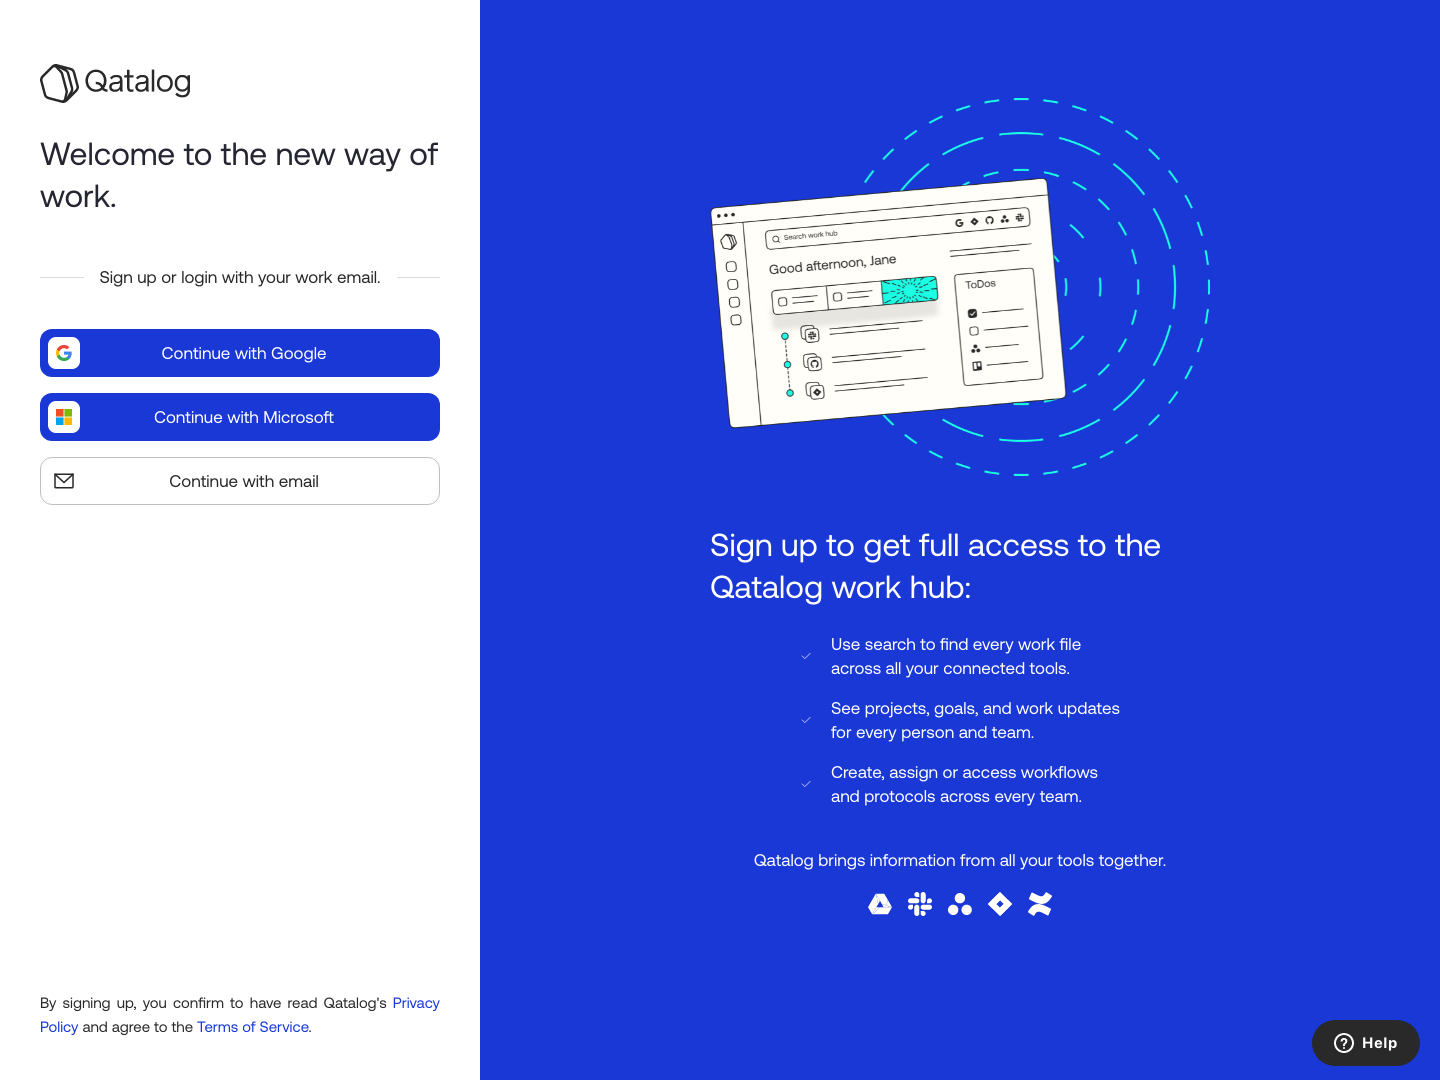 Qatalog
Welcome to the new way of
work.
Sign up or login with your work email.
Continue with Google
Continue with Microsoft
Continue with email
By signing up, you confirm to have read Qatalog's Privacy
Policy and agree to the Terms of Service.
Search work hub
Good afternoon, Jane
ToDos
Sign up to get full access to the
Qatalog work hub:
Use search to find every work file
across all your connected tools.
See projects, goals, and work updates
for every person and team.
Create, assign or access workflows
and protocols across every team.
Qatalog brings information from all your tools together.
Help